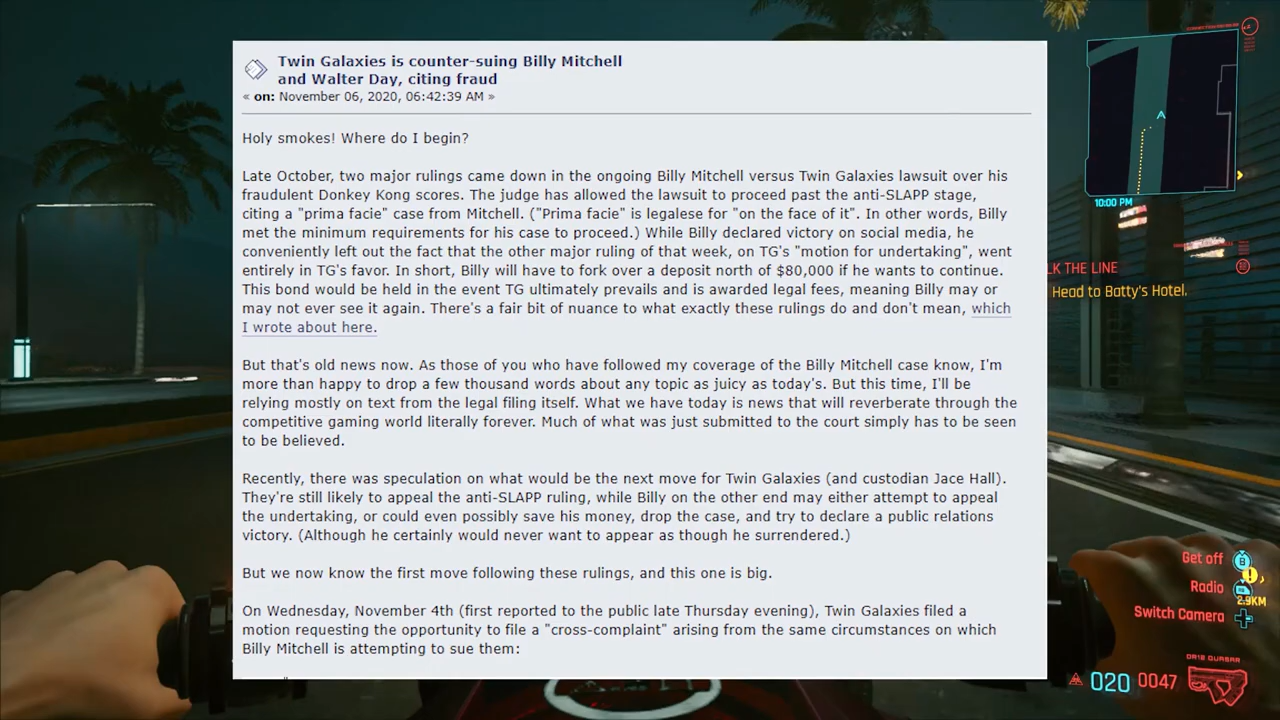 Twin Galaxies is counter-suing Billy Mitchell
and Walter Day, citing fraud
« on: November 06, 2020, 06:42:39 AM »
Holy smokes! Where do I begin?
Late October, two major rulings came down in the ongoing Billy Mitchell versus Twin Galaxies lawsuit over his
fraudulent Donkey Kong scores. The judge has allowed the lawsuit to proceed past the anti-SLAPP stage,
citing a "prima facie" case from Mitchell. ("Prima facie" is legalese for "on the face of it". In other words, Billy
met the minimum requirements for his case to proceed.) While Billy declared victory on social media, he
conveniently left out the fact that the other major ruling of that week, on TG's "motion for undertaking", went
entirely in TG's favor. In short, Billy will have to fork over a deposit north of $80,000 if he wants to continue.
This bond would be held in the event TG ultimately prevails and is awarded legal fees, meaning Billy may or
may not ever see it again. There's a fair bit of nuance to what exactly these rulings do and don't mean, which
I wrote about here.
But that's old news now. As those of you who have followed my coverage of the Billy Mitchell case know, I'm
more than happy to drop a few thousand words about any topic as juicy as today's. But this time, I'll be
relying mostly on text from the legal filing itself. What we have today is news that will reverberate through the
competitive gaming world literally forever. Much of what was just submitted to the court simply has to be seen
to be believed.
Recently, there was speculation on what would be the next move for Twin Galaxies (and custodian Jace Hall).
They're still likely to appeal the anti-SLAPP ruling, while Billy on the other end may either attempt to appeal
the undertaking, or could even possibly save his money, drop the case, and try to declare a public relations
victory. (Although he certainly would never want to appear as though he surrendered.)
But we now know the first move following these rulings, and this one is big.
On Wednesday, November 4th (first reported to the public late Thursday evening), Twin Galaxies filed a
motion requesting the opportunity to file a "cross-complaint" arising from the same circumstances on which
Billy Mitchell is attempting to sue them:
10:00 PM
LK THE LINE
Head to Batty's Hotel.
Get off
Radio
2.9KM
Switch Camera
DR12 QUASAR
020 0047